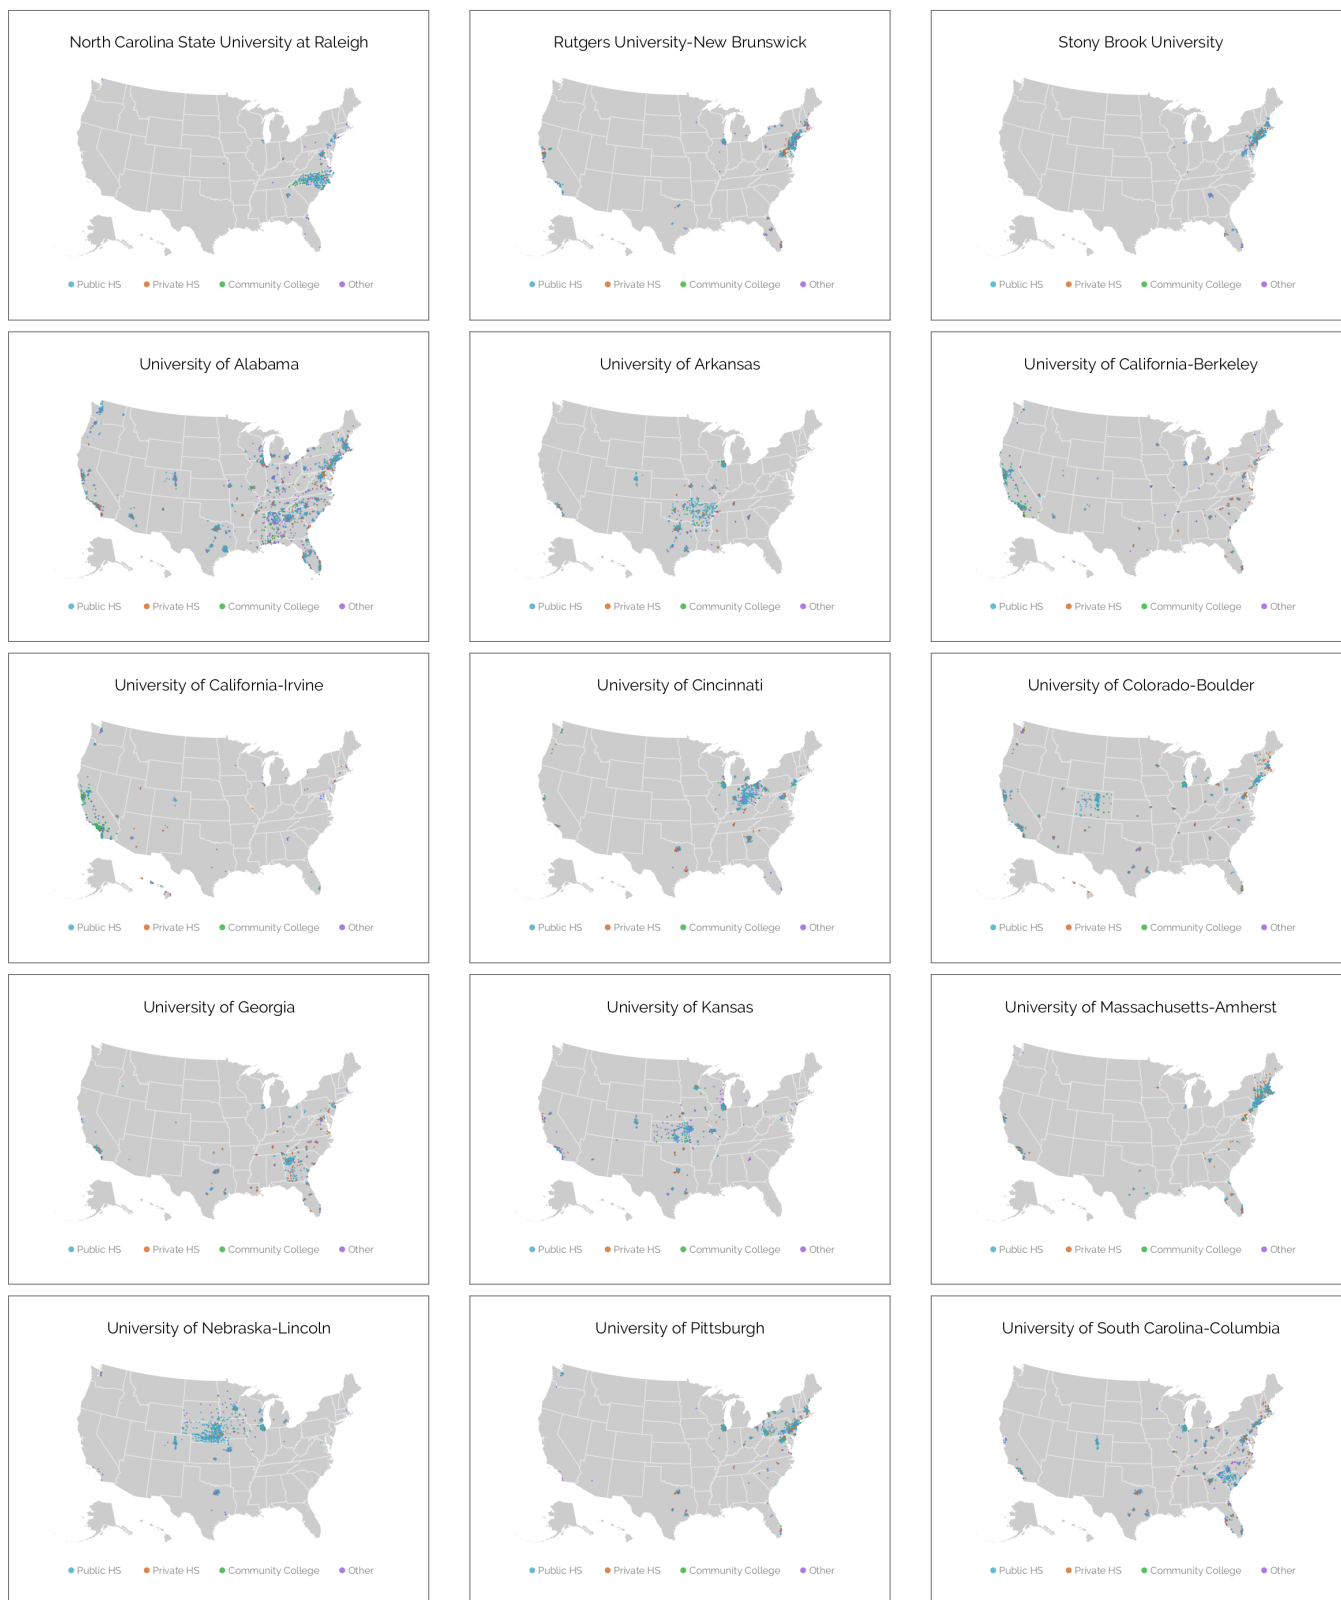 North Carolina State University at Raleigh
Public HS Private HS Community College Other
Rutgers University-New Brunswick
Public HS Private HS Community College Other
Stony Brook University
Public HS Private HS Community College Other
University of Alabama
Public HS Private HS Community College Other
University of Arkansas
Public HS Private HS Community College Other
University of California-Berkeley
Public HS Private HS Community College Other
University of California-Irvine
Public HS Private HS Community College Other
University of Cincinnati
Public HS Private HS Community College Other
University of Colorado-Boulder
Public HS Private HS Community College Other
University of Georgia
Public HS Private HS Community College Other
University of Kansas
Public HS Private HS Community College Other
University of Massachusetts-Amherst
Public HS Private HS Community College Other
University of Nebraska-Lincoln
Public HS Private HS Community College Other
University of Pittsburgh
Public HS Private HS Community College Other
University of South Carolina-Columbia
Public HS Private HS Community College Other